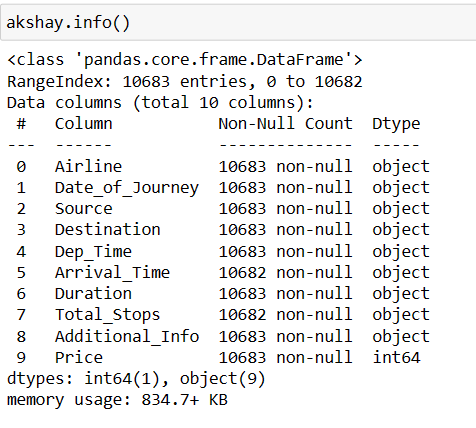 akshay.info()
<class 'pandas.core.frame.DataFrame'>
RangeIndex: 10683 entries, 0 to 10682
Data columns (total 10 columns):
 #   Column           Non-Null Count  Dtype
---  ------           --------------  -----
 0   Airline          10683 non-null  object
 1   Date_of_Journey  10683 non-null  object
 2   Source           10683 non-null  object
 3   Destination      10683 non-null  object
 4   Dep_Time         10683 non-null  object
 5   Arrival_Time     10682 non-null  object
 6   Duration         10683 non-null  object
 7   Total_Stops      10682 non-null  object
 8   Additional_Info  10683 non-null  object
 9   Price            10683 non-null  int64
dtypes: int64(1), object(9)
memory usage: 834.7+ KB